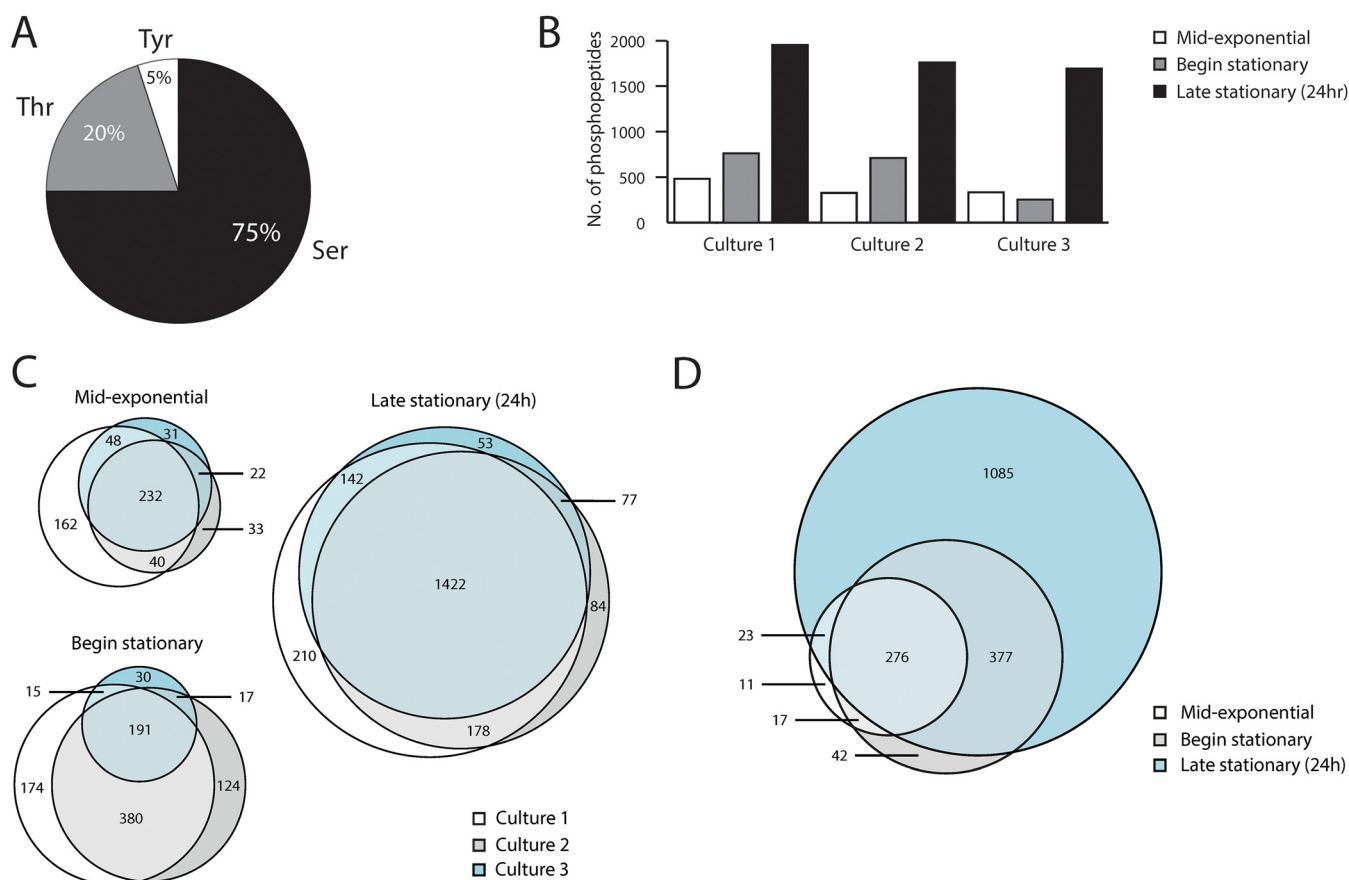 A
Tyr
5%
Thr
20%
75%
Ser
B
No. of phosphopeptides
2000
1500
1000
500
0
Culture 1
Culture 2
Culture 3
Mid-exponential
Begin stationary
Late stationary (24hr)
C
Mid-exponential
48
31
22
232
162
33
40
Late stationary (24h)
53
142
77
1422
84
210
178
Begin stationary
30
15
17
191
174
124
380
Culture 1
Culture 2
Culture 3
D
1085
23
276
377
11
17
42
Mid-exponential
Begin stationary
Late stationary (24h)